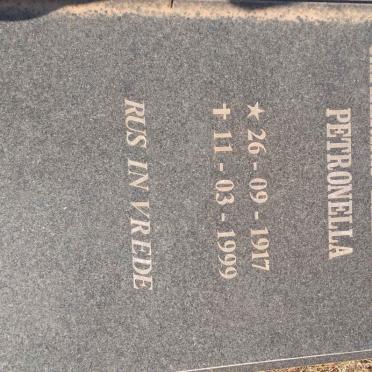 PETRONELLA
★ 26 - 09 - 1917
✝ 11 - 03 - 1999
RUS IN VREDE